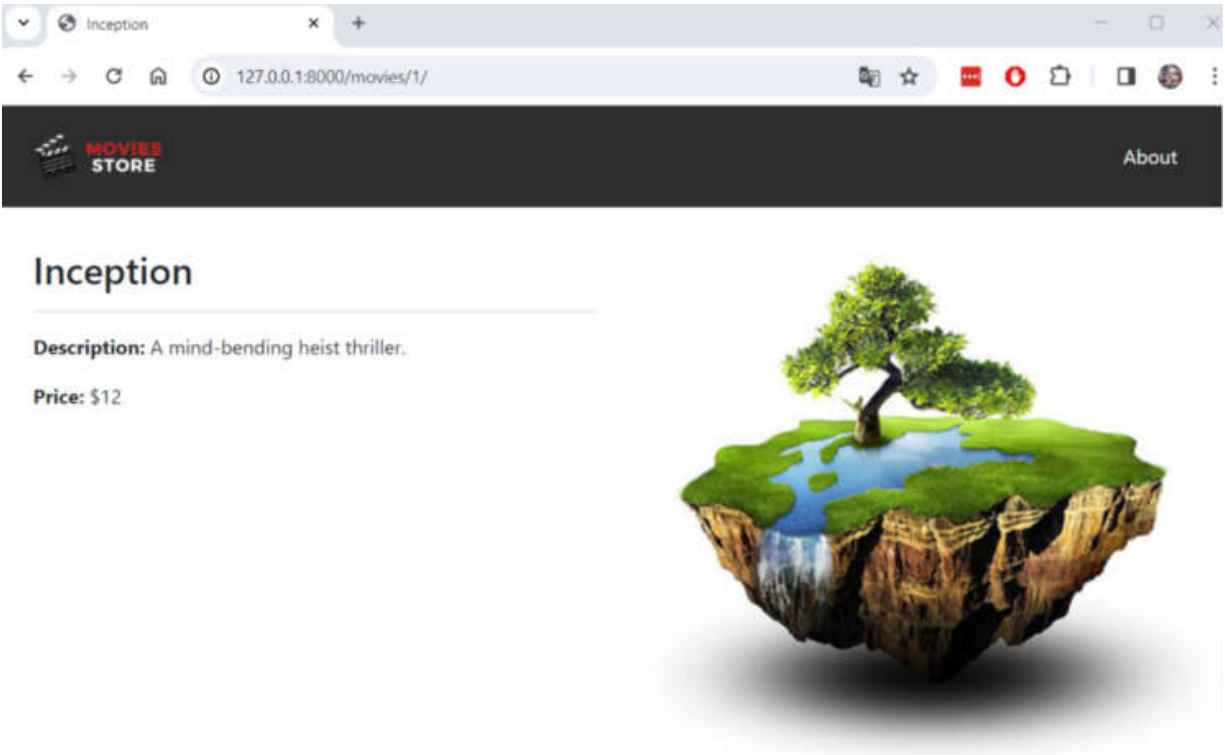 Inception
127.0.0.1:8000/movies/1/
MOVIES
STORE
About
Inception
Description: A mind-bending heist thriller.
Price: $12